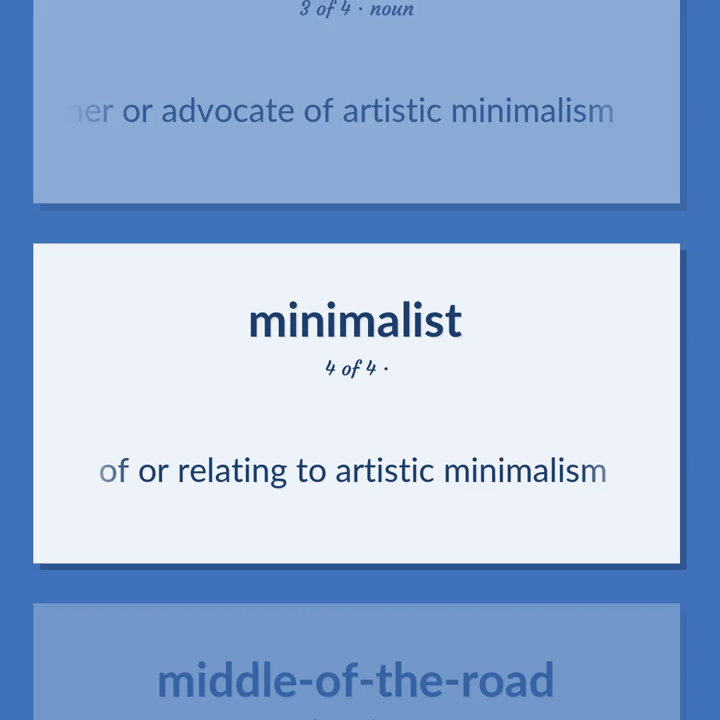 3 of 4 · noun
ner or advocate of artistic minimalism
minimalist
4 of 4 ·
of or relating to artistic minimalism
middle-of-the-road